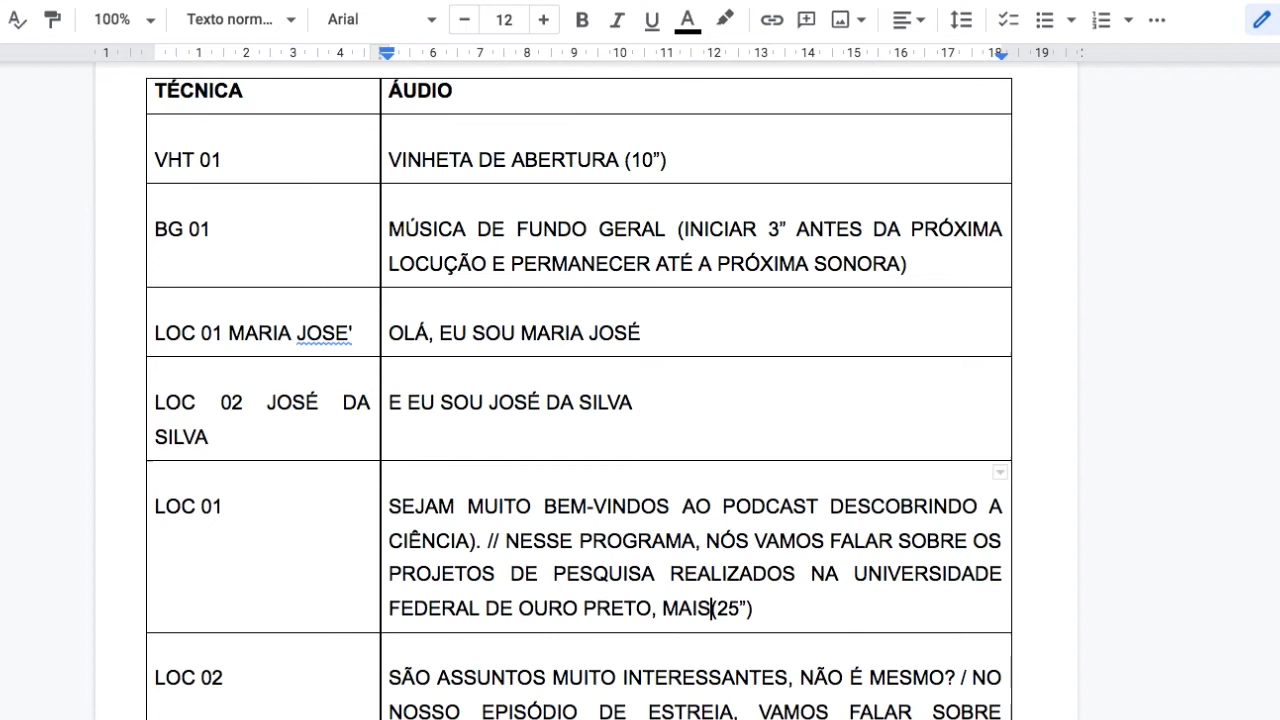 100% Texto norm... Arial 12 B I U A
1 1 2 3 4 6 7 8 9 10 11 12 13 14 15 16 17 18 19
TÉCNICA ÁUDIO
VHT 01 VINHETA DE ABERTURA (10”)
BG 01 MÚSICA DE FUNDO GERAL (INICIAR 3” ANTES DA PRÓXIMA
LOCUÇÃO E PERMANECER ATÉ A PRÓXIMA SONORA)
LOC 01 MARIA JOSE' OLÁ, EU SOU MARIA JOSÉ
LOC 02 JOSÉ DA E EU SOU JOSÉ DA SILVA
SILVA
LOC 01 SEJAM MUITO BEM-VINDOS AO PODCAST DESCOBRINDO A
CIÊNCIA). // NESSE PROGRAMA, NÓS VAMOS FALAR SOBRE OS
PROJETOS DE PESQUISA REALIZADOS NA UNIVERSIDADE
FEDERAL DE OURO PRETO, MAIS(25”)
LOC 02 SÃO ASSUNTOS MUITO INTERESSANTES, NÃO É MESMO? / NO
NOSSO EPISÓDIO DE ESTREIA, VAMOS FALAR SOBRE